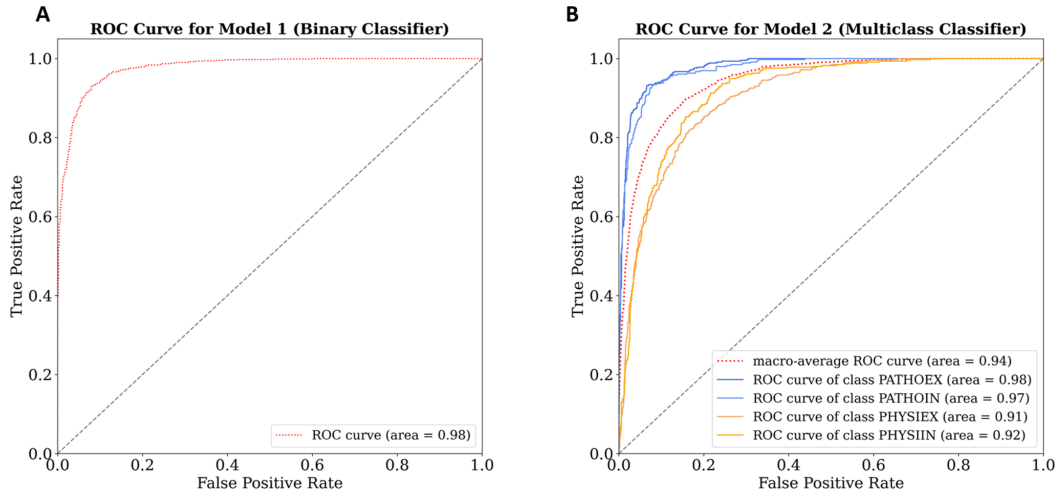 A
ROC Curve for Model 1 (Binary Classifier)
1.0
0.8
0.6
0.4
0.2
0.0
True Positive Rate
0.0 0.2 0.4 0.6 0.8 1.0
False Positive Rate
ROC curve (area = 0.98)
B
ROC Curve for Model 2 (Multiclass Classifier)
1.0
0.8
0.6
0.4
0.2
0.0
True Positive Rate
0.0 0.2 0.4 0.6 0.8 1.0
False Positive Rate
macro-average ROC curve (area = 0.94)
ROC curve of class PATHOEX (area = 0.98)
ROC curve of class PATHOIN (area = 0.97)
ROC curve of class PHYSIEX (area = 0.91)
ROC curve of class PHYSIIN (area = 0.92)